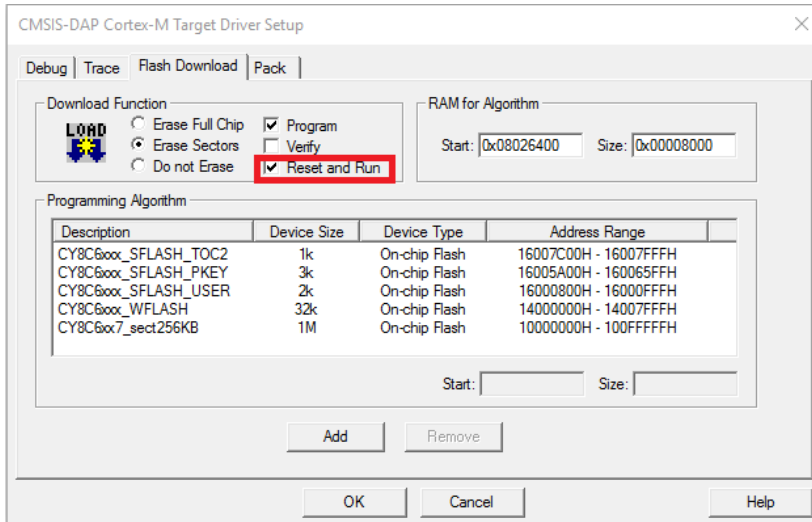 CMSIS-DAP Cortex-M Target Driver Setup
Debug Trace Flash Download Pack
Download Function
LOAD
Erase Full Chip
Erase Sectors
Do not Erase
Program
Verify
Reset and Run
RAM for Algorithm
Start: 0x08026400 Size: 0x00008000
Programming Algorithm
Description Device Size Device Type Address Range
CY8C6xxx_SFLASH_TOC2 1k On-chip Flash 16007C00H - 16007FFFH
CY8C6xxx_SFLASH_PKEY 3k On-chip Flash 16005A00H - 160065FFH
CY8C6xxx_SFLASH_USER 2k On-chip Flash 16000800H - 16000FFFH
CY8C6xxx_WFLASH 32k On-chip Flash 14000000H - 14007FFFH
CY8C6xx7_sect256KB 1M On-chip Flash 10000000H - 100FFFFFH
Start: Size:
Add Remove
OK Cancel Help